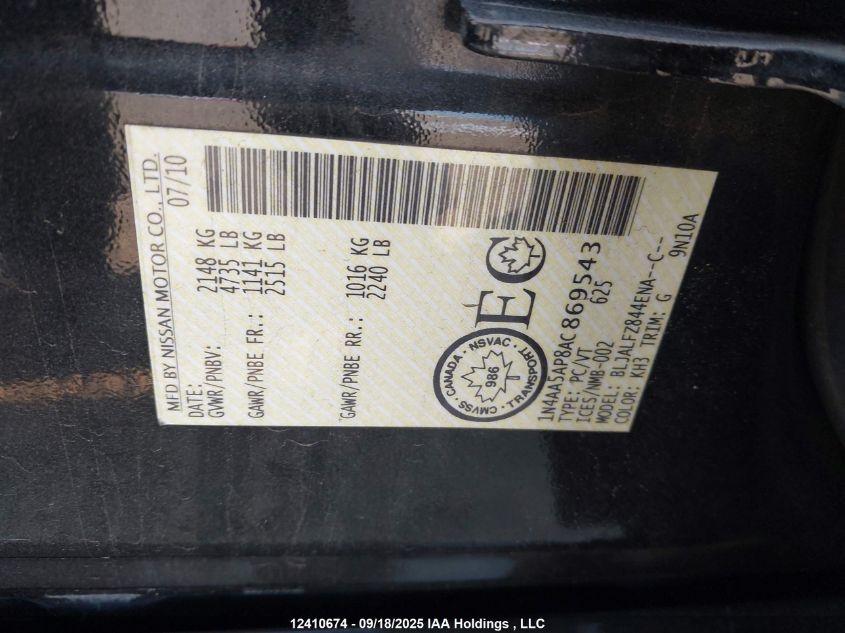 MFD BY NISSAN MOTOR CO., LTD.
DATE: 07/10
GVWR/PNBV: 2148 KG
4735 LB
GAWR/PNBE FR.: 1141 KG
2515 LB
GAWR/PNBE RR.: 1016 KG
2240 LB
CANADA - NSVAC - TRANSPORT - CMVSS
986
EC
1N4AA5AP8AC869543
TYPE: PC/VT 625
ICES/NMB-002
MODEL: BLJALF2844ENA--C--
COLOR: KH3 TRIM: G 9N10A
12410674 - 09/18/2025 IAA Holdings , LLC